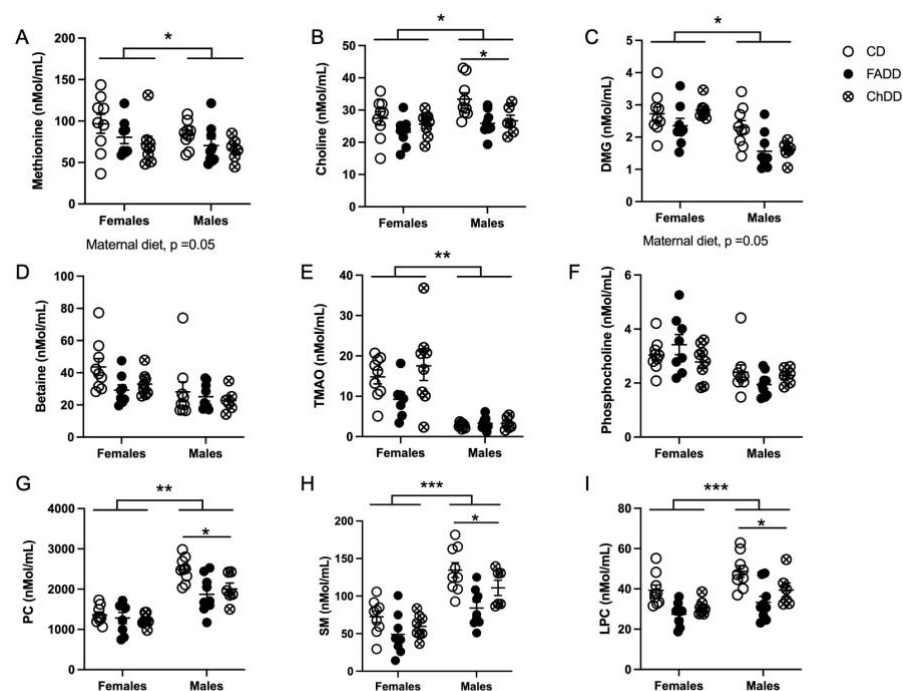 A
Methionine (nMol/mL)
200
150
100
50
0
*
Females
Males
Maternal diet, p =0.05
B
Choline (nMol/mL)
50
40
30
20
10
0
*
*
Females
Males
C
DMG (nMol/mL)
5
4
3
2
1
0
*
Females
Males
Maternal diet, p =0.05
CD
FADD
ChDD
D
Betaine (nMol/mL)
100
80
60
40
20
0
Females
Males
E
TMAO (nMol/mL)
40
30
20
10
0
**
Females
Males
F
Phosphocholine (nMol/mL)
6
4
2
0
Females
Males
G
PC (nMol/mL)
4000
3000
2000
1000
0
**
*
Females
Males
H
SM (nMol/mL)
200
150
100
50
0
***
*
Females
Males
I
LPC (nMol/mL)
80
60
40
20
0
***
*
Females
Males